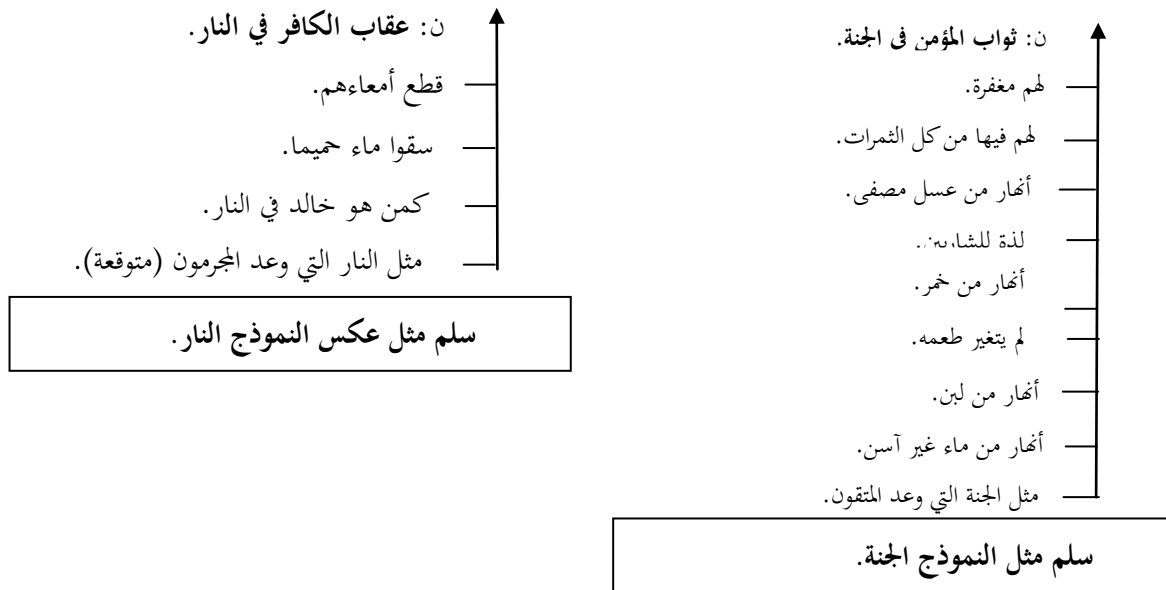 ن: ثواب المؤمن في الجنة.
لهم مغفرة.
لهم فيها من كل الثمرات.
أنهار من عسل مصفى.
لذة للشاربين.
أنهار من خمر.
لم يتغير طعمه.
أنهار من لبن.
أنهار من ماء غير آسن.
مثل الجنة التي وعد المتقون.
سلم مثل النموذج الجنة.
ن: عقاب الكافر في النار.
قطع أمعاءهم.
سقوا ماء حميما.
كمن هو خالد في النار.
مثل النار التي وعد المجرمون (متوقعة).
سلم مثل عكس النموذج النار.